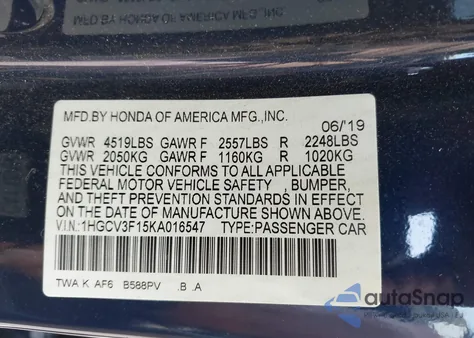 MFD BY HONDA OF AMERICA MFG.,INC.
06/'19
GVWR 4519LBS GAWR F 2557LBS R 2248LBS
GVWR 2050KG GAWR F 1160KG R 1020KG
THIS VEHICLE CONFORMS TO ALL APPLICABLE
FEDERAL MOTOR VEHICLE SAFETY , BUMPER,
AND THEFT PREVENTION STANDARDS IN EFFECT
ON THE DATE OF MANUFACTURE SHOWN ABOVE.
V.I.N.: 1HGCV3F15KA016547 TYPE:PASSENGER CAR
TWA K AF6 B588PV .B .A
autoSnap